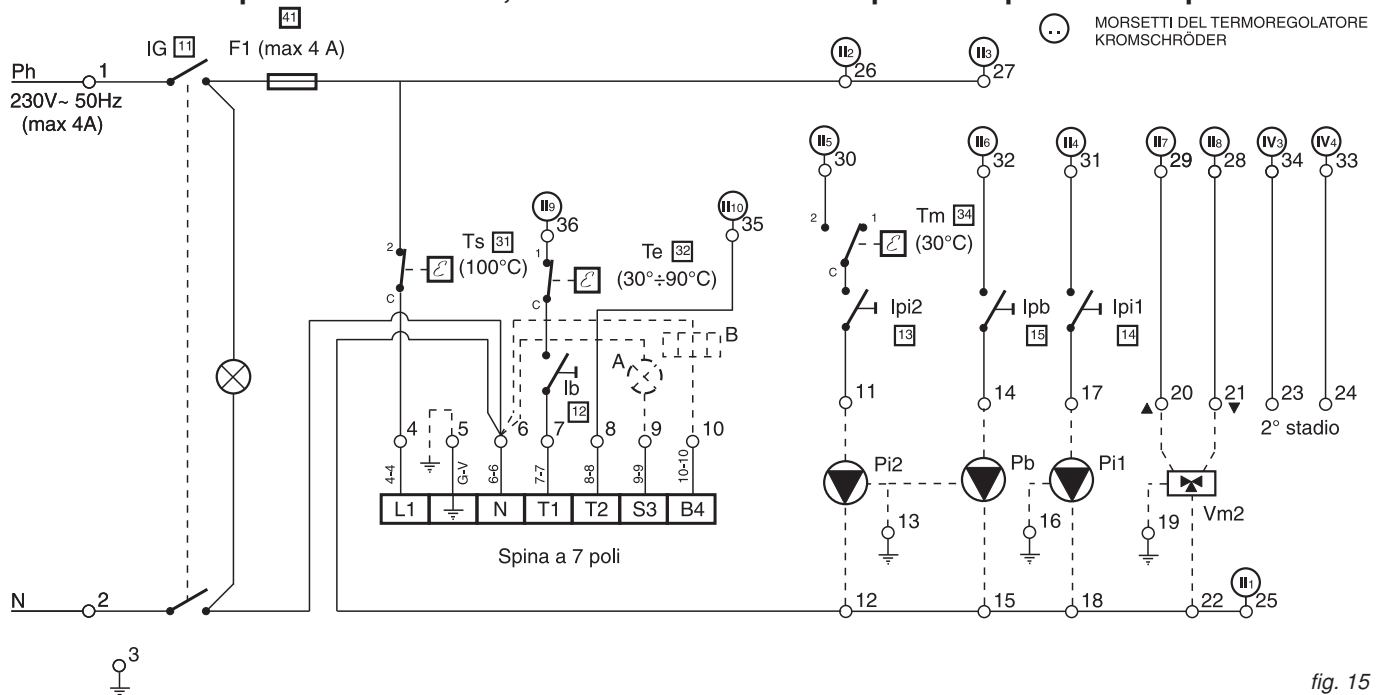 41
MORSETTI DEL TERMOREGOLATORE
KROMSCHRÖDER
..
IG 11 F1 (max 4 A)
II2 II3
Ph 1 26 27
230V~ 50Hz
(max 4A)
II5 II6 II4 II7 II8 IV3 IV4
30 32 31 29 28 34 33
II9 II10
36 35
2 1 Tm 34
(30°C)
C
2 Ts 31 1 Te 32
(100°C) (30°÷90°C)
C C
Ipi2 Ipb Ipi1
13 15 14
A B
Ib
12
11 14 17 20 21 23 24
▲ ▼
2° stadio
4 5 6 7 8 9 10
4-4 G-V 6-6 7-7 8-8 9-9 10-10
L1 N T1 T2 S3 B4
Spina a 7 poli
Pi2 Pb Pi1
Vm2
13 16 19
II1
N 2 12 15 18 22 25
3
fig. 15